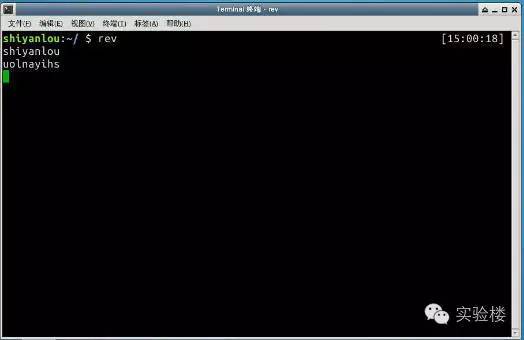 Terminal 终端 - rev
文件(F) 编辑(E) 视图(V) 终端(T) 标签(A) 帮助(H)
shiyanlou:~/ $ rev [15:00:18]
shiyanlou
uolnayihs
实验楼